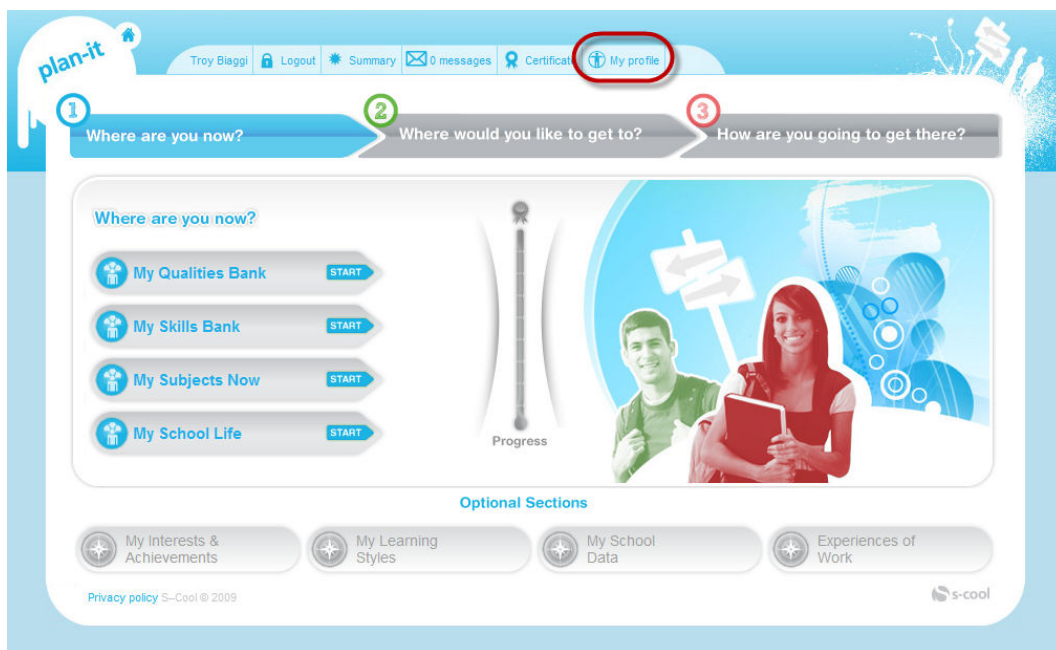 plan-it
Troy Biaggi Logout Summary 0 messages Certificat My profile
1 2 3
Where are you now? Where would you like to get to? How are you going to get there?
Where are you now?
My Qualities Bank START
My Skills Bank START
My Subjects Now START
My School Life START
Progress
Optional Sections
My Interests &
Achievements
My Learning
Styles
My School
Data
Experiences of
Work
Privacy policy S–Cool © 2009
s-cool